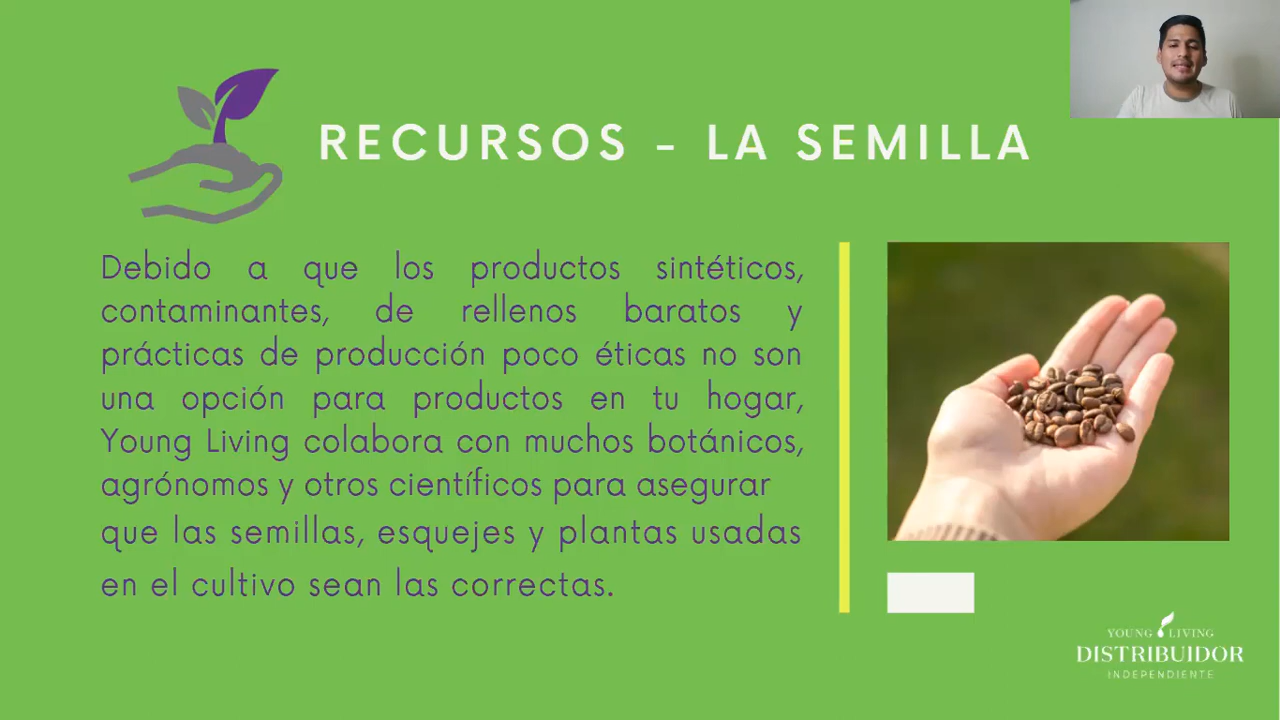 RECURSOS - LA SEMILLA
Debido a que los productos sintéticos,
contaminantes, de rellenos baratos y
prácticas de producción poco éticas no son
una opción para productos en tu hogar,
Young Living colabora con muchos botánicos,
agrónomos y otros científicos para asegurar
que las semillas, esquejes y plantas usadas
en el cultivo sean las correctas.
YOUNG LIVING
DISTRIBUIDOR
INDEPENDIENTE